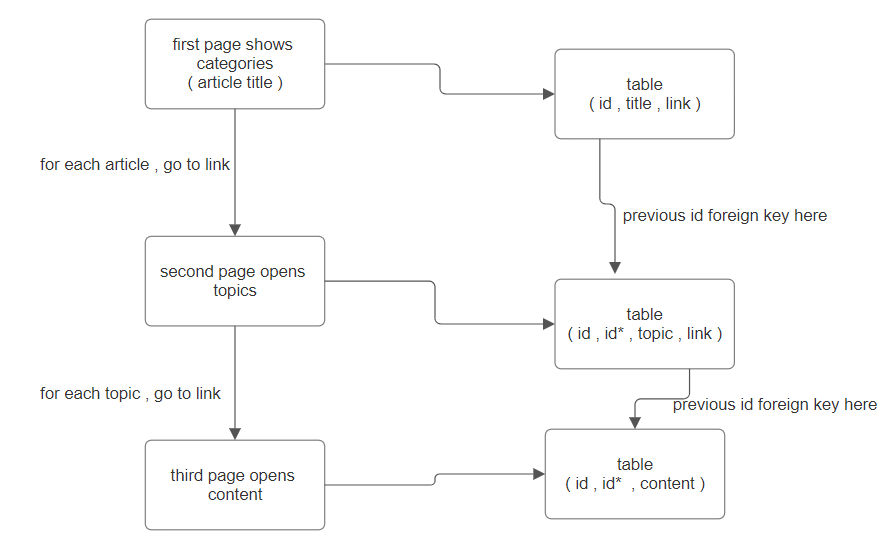 first page shows
categories
( article title )
table
( id , title , link )
for each article , go to link
previous id foreign key here
second page opens
topics
table
( id , id* , topic , link )
for each topic , go to link
previous id foreign key here
third page opens
content
table
( id , id*  , content )